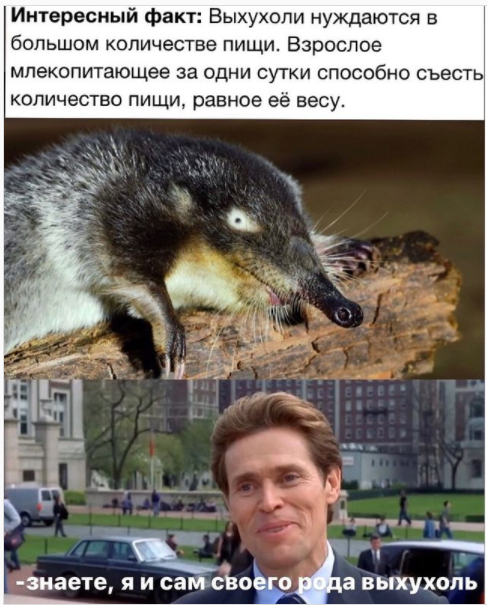 Интересный факт: Выхухоли нуждаются в
большом количестве пищи. Взрослое
млекопитающее за одни сутки способно съесть
количество пищи, равное её весу.
-знаете, я и сам своего рода выхухоль